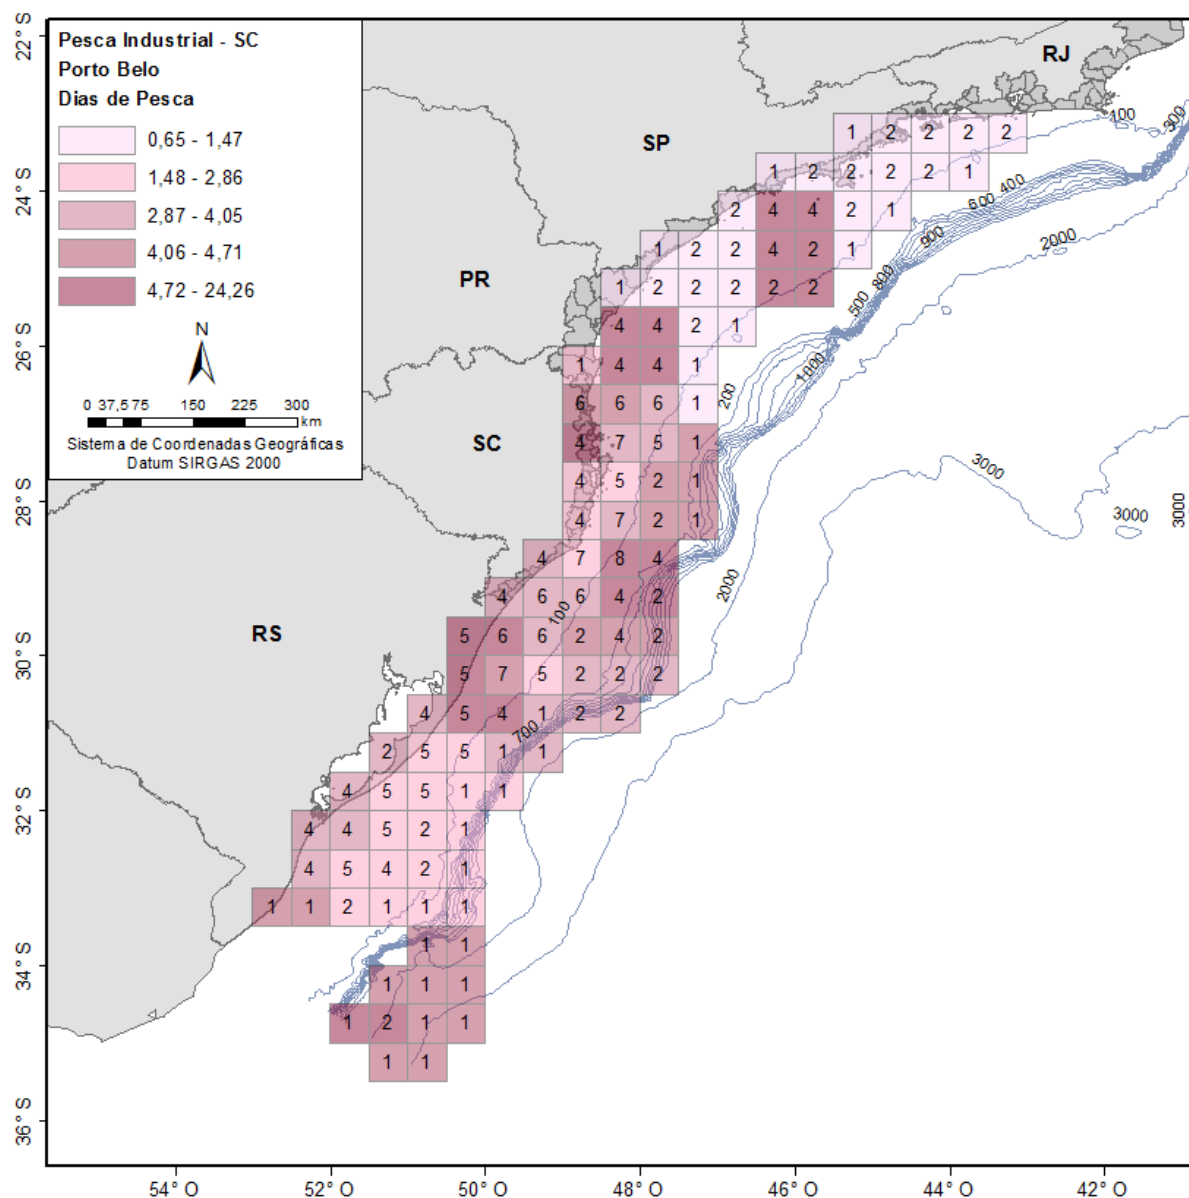 Pesca Industrial - SC
Porto Belo
Dias de Pesca
0,65 - 1,47
1,48 - 2,86
2,87 - 4,05
4,06 - 4,71
4,72 - 24,26
N
0 37,5 75 150 225 300
km
Sistema de Coordenadas Geográficas
Datum SIRGAS 2000
RJ
SP
PR
SC
RS
22° S
24° S
26° S
28° S
30° S
32° S
34° S
36° S
1 2 2 2 2
1 2 2 2 2 1
2 4 4 2 1
1 2 2 4 2 1
1 2 2 2 2 2
4 4 2 1
1 4 4 1
6 6 6 1
4 7 5 1
4 5 2 1
4 7 2 1
4 7 8 4
4 6 6 4 2
5 6 6 2 4 2
5 7 5 2 2 2
4 5 4 1 2 2
2 5 5 1 1
4 5 5 1 1
4 4 5 2 1
4 5 4 2 1
1 1 2 1 1 1
1 1
1 1 1
1 2 1 1
1 1
100
400
600
900
2000
800
500
1000
200
3000
3000
3000
2000
100
700
54 O 52 O 50 O 48 O 46 O 44 O 42 O